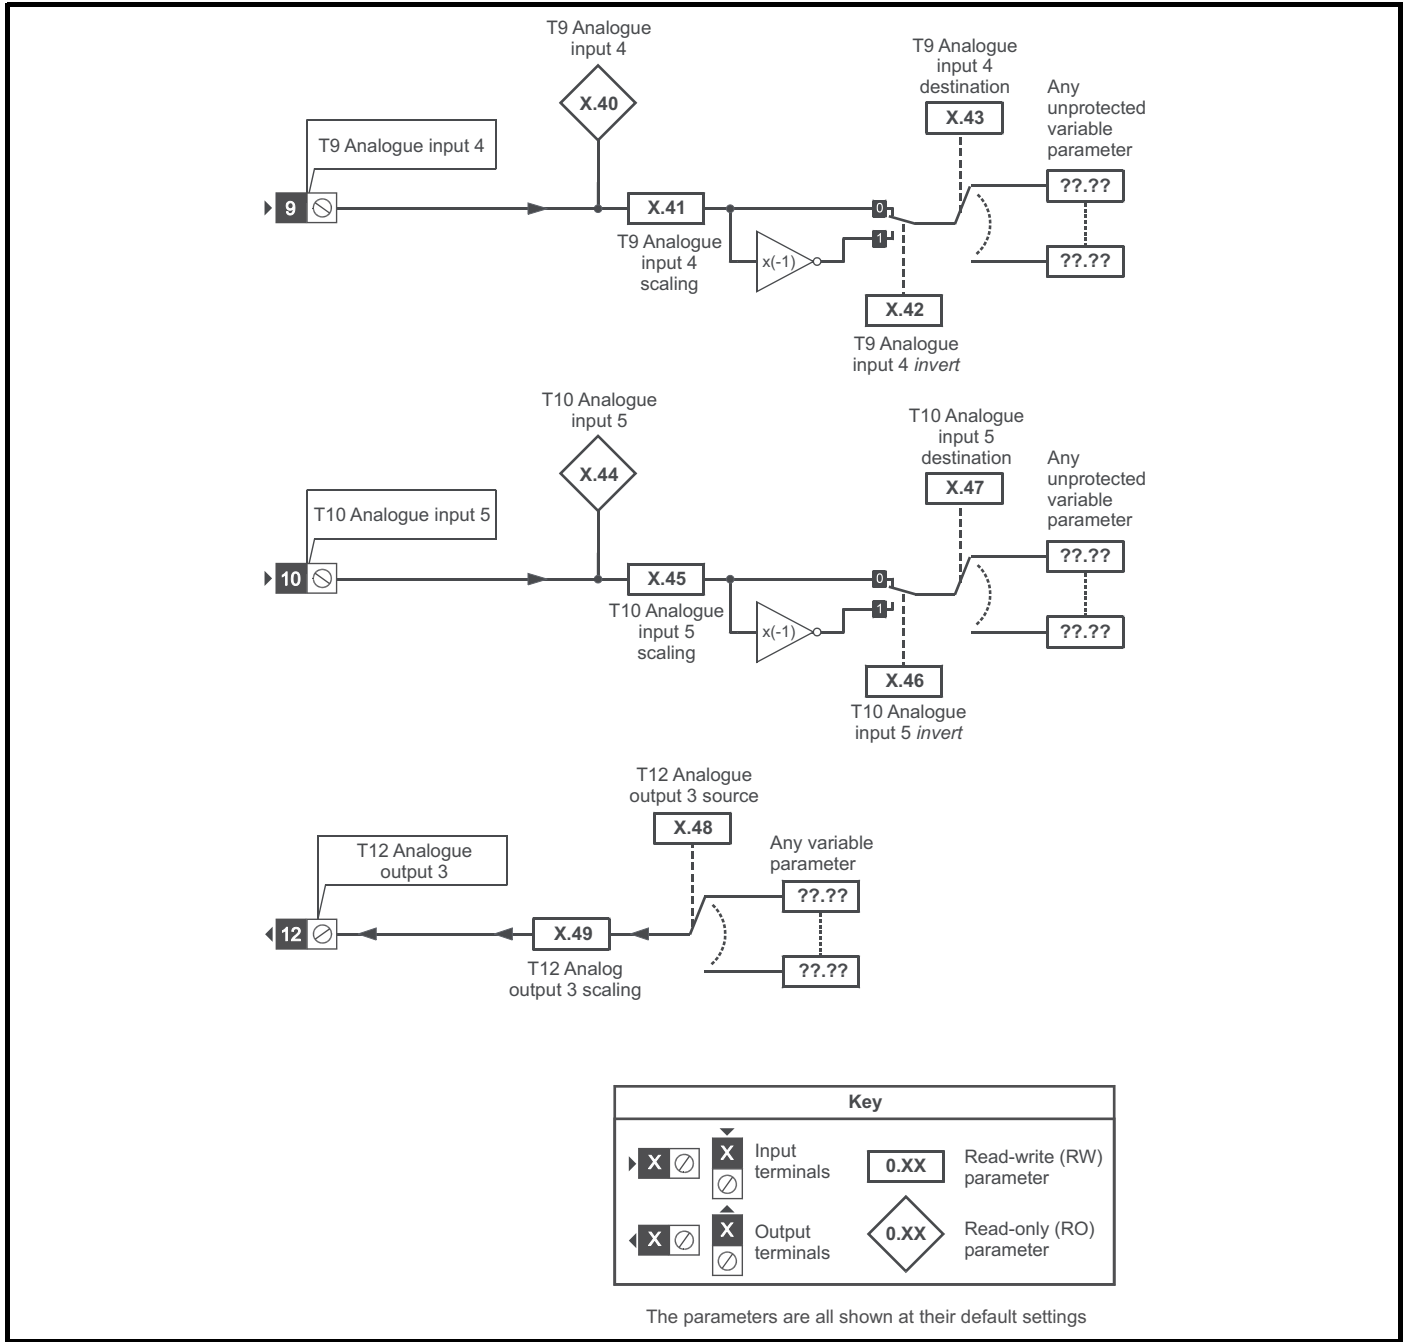 T9 Analogue
input 4
X.40
T9 Analogue input 4
9
X.41
T9 Analogue
input 4
scaling
x(-1)
0
1
X.42
T9 Analogue
input 4 invert
T9 Analogue
input 4
destination
X.43
Any
unprotected
variable
parameter
??.??
??.??
T10 Analogue
input 5
X.44
T10 Analogue input 5
10
X.45
T10 Analogue
input 5
scaling
x(-1)
0
1
X.46
T10 Analogue
input 5 invert
T10 Analogue
input 5
destination
X.47
Any
unprotected
variable
parameter
??.??
??.??
T12 Analogue
output 3 source
X.48
Any variable
parameter
??.??
??.??
T12 Analogue
output 3
12
X.49
T12 Analog
output 3 scaling
Key
X
X
Input
terminals
0.XX
Read-write (RW)
parameter
X
X
Output
terminals
0.XX
Read-only (RO)
parameter
The parameters are all shown at their default settings